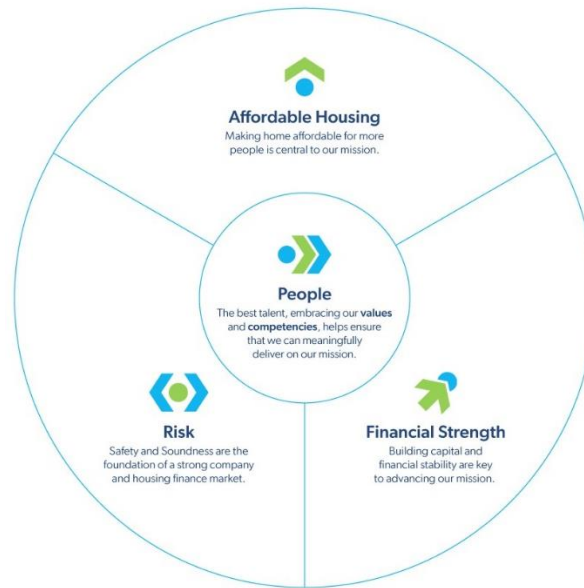 Affordable Housing
Making home affordable for more
people is central to our mission.
People
The best talent, embracing our values
and competencies, helps ensure
that we can meaningfully
deliver on our mission.
Risk
Safety and Soundness are the
foundation of a strong company
and housing finance market.
Financial Strength
Building capital and
financial stability are key
to advancing our mission.